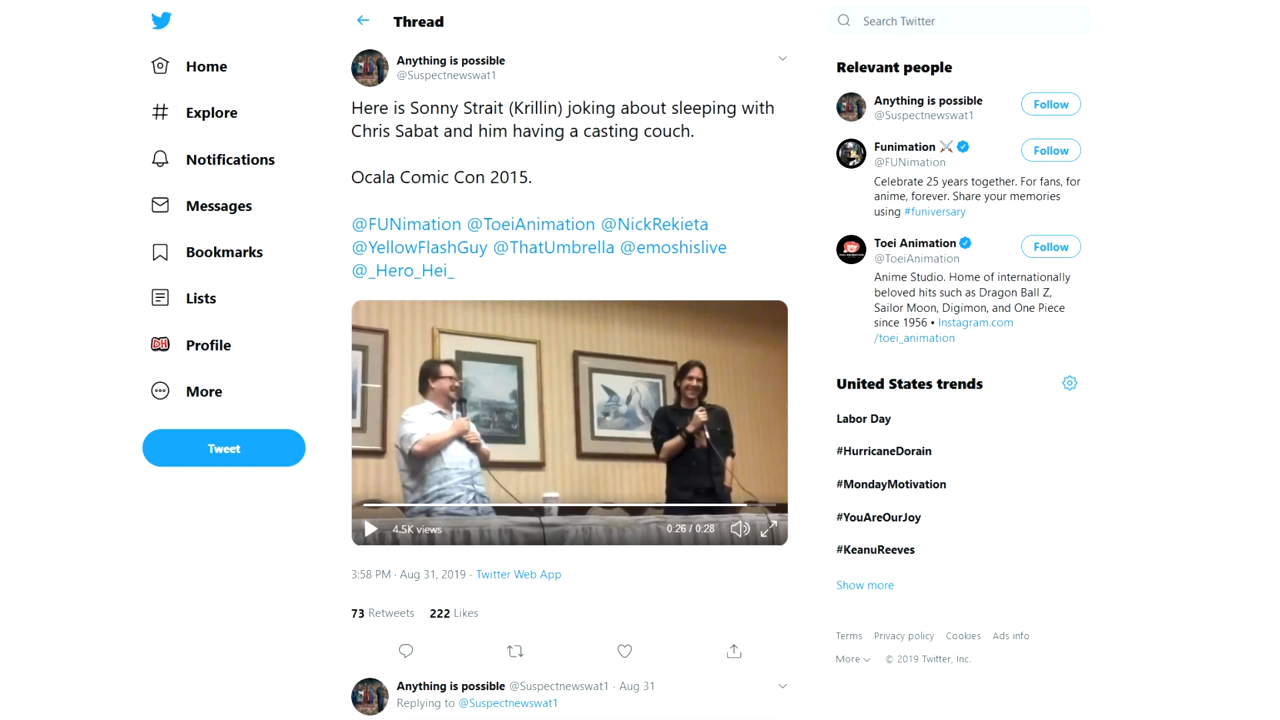 Home
Explore
Notifications
Messages
Bookmarks
Lists
DH
Profile
More
Tweet
Thread
Anything is possible
@Suspectnewswat1
Here is Sonny Strait (Krillin) joking about sleeping with
Chris Sabat and him having a casting couch.
Ocala Comic Con 2015.
@FUNimation @ToeiAnimation @NickRekieta
@YellowFlashGuy @ThatUmbrella @emoshislive
@_Hero_Hei_
4.5K views
0:26 / 0:28
3:58 PM · Aug 31, 2019 · Twitter Web App
73 Retweets 222 Likes
Anything is possible @Suspectnewswat1 · Aug 31
Replying to @Suspectnewswat1
Search Twitter
Relevant people
Anything is possible
@Suspectnewswat1
Follow
Funimation ⚔️
@FUNimation
Follow
Celebrate 25 years together. For fans, for
anime, forever. Share your memories
using #funiversary
Toei Animation
@ToeiAnimation
Follow
Anime Studio. Home of internationally
beloved hits such as Dragon Ball Z,
Sailor Moon, Digimon, and One Piece
since 1956 • Instagram.com
/toei_animation
United States trends
Labor Day
#HurricaneDorain
#MondayMotivation
#YouAreOurJoy
#KeanuReeves
Show more
Terms Privacy policy Cookies Ads info
More © 2019 Twitter, Inc.